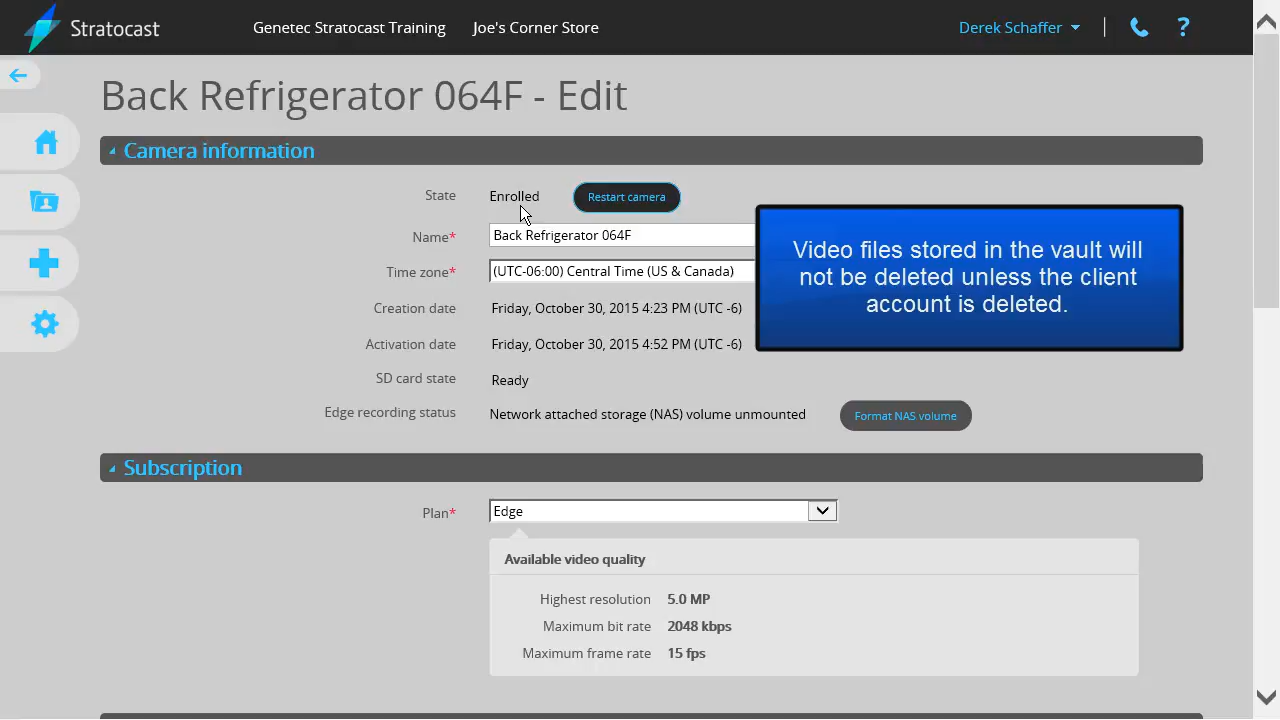 Stratocast Genetec Stratocast Training Joe's Corner Store Derek Schaffer ?
Back Refrigerator 064F - Edit
Camera information
State Enrolled Restart camera
Name* Back Refrigerator 064F
Time zone* (UTC-06:00) Central Time (US & Canada)
Creation date Friday, October 30, 2015 4:23 PM (UTC -6)
Activation date Friday, October 30, 2015 4:52 PM (UTC -6)
SD card state Ready
Edge recording status Network attached storage (NAS) volume unmounted Format NAS volume
Video files stored in the vault will
not be deleted unless the client
account is deleted.
Subscription
Plan* Edge
Available video quality
Highest resolution 5.0 MP
Maximum bit rate 2048 kbps
Maximum frame rate 15 fps